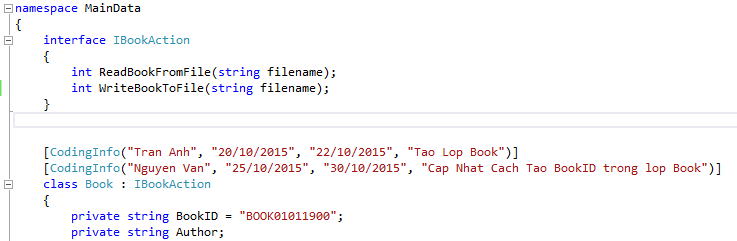 namespace MainData
{
interface IBookAction
{
int ReadBookFromFile(string filename);
int WriteBookToFile(string filename);
}
[CodingInfo("Tran Anh", "20/10/2015", "22/10/2015", "Tao Lop Book")]
[CodingInfo("Nguyen Van", "25/10/2015", "30/10/2015", "Cap Nhat Cach Tao BookID trong lop Book")]
class Book : IBookAction
{
private string BookID = "BOOK01011900";
private string Author;